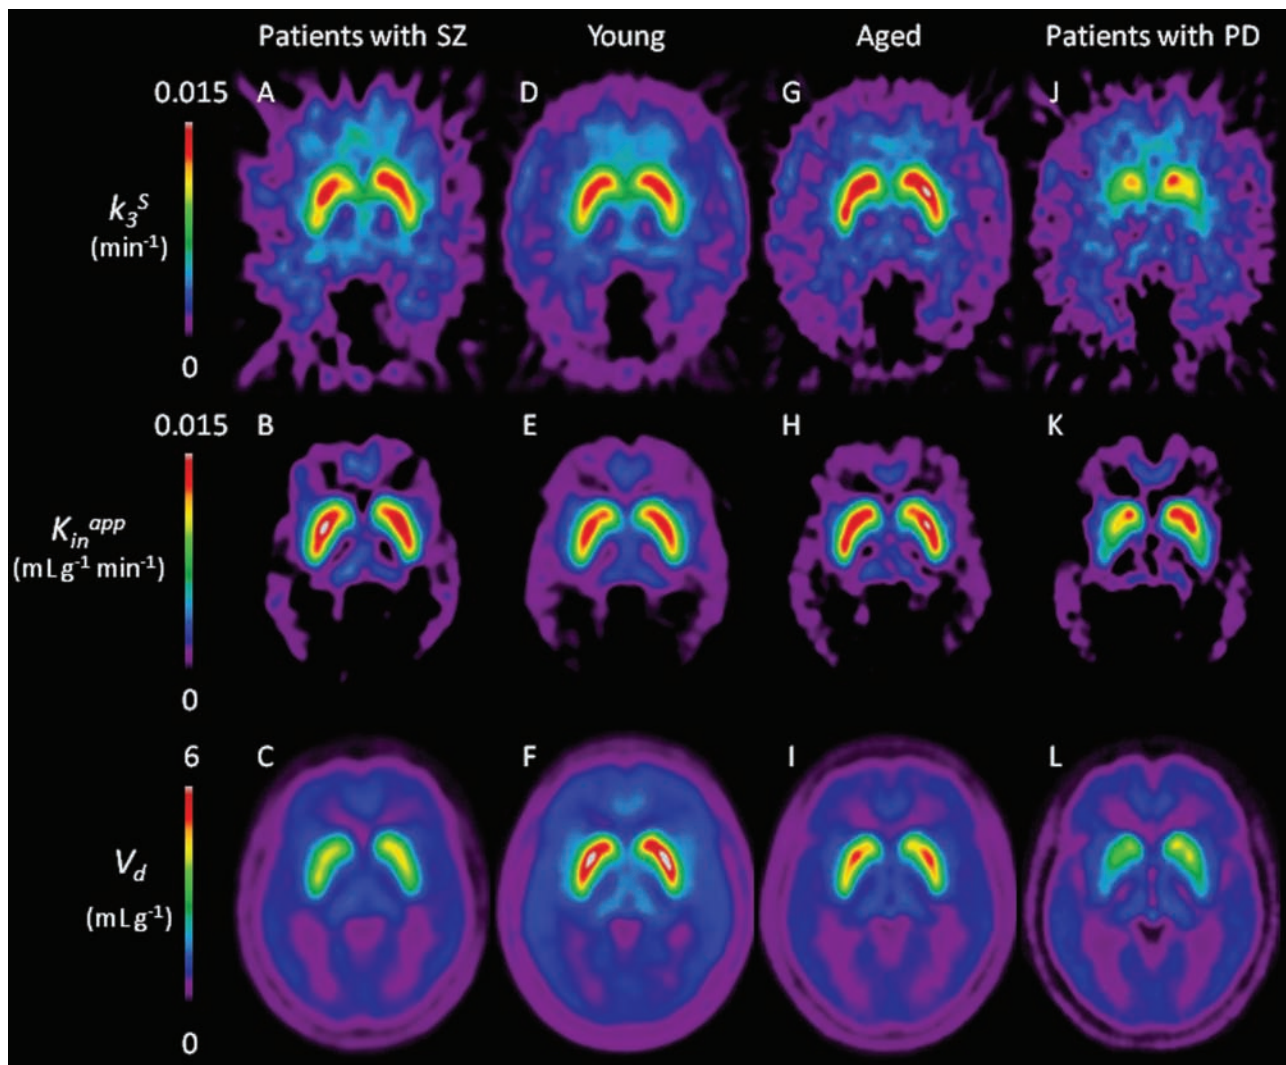 Patients with SZ Young Aged Patients with PD
0.015 A D G J
k₃ˢ
(min⁻¹)
0
0.015 B E H K
Kᵢₙᵃᵖᵖ
(mLg⁻¹ min⁻¹)
0
6 C F I L
V_d
(mLg⁻¹)
0